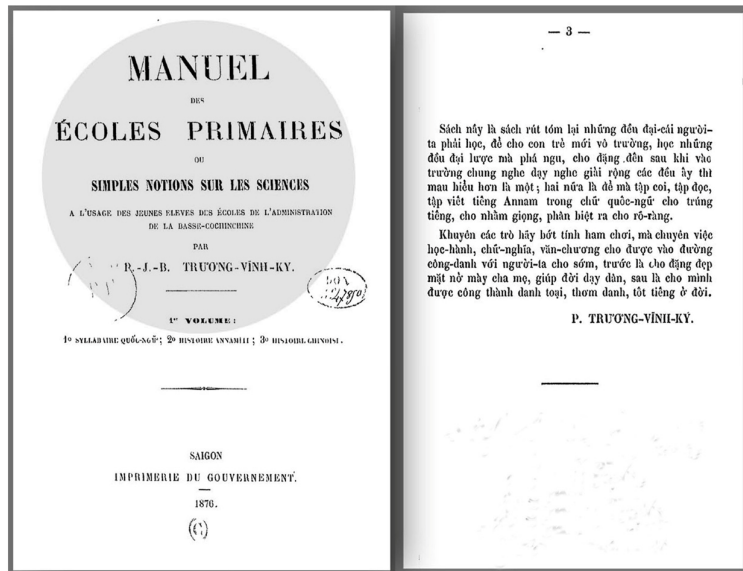 MANUEL
DES
ÉCOLES PRIMAIRES
OU
SIMPLES NOTIONS SUR LES SCIENCES
A L'USAGE DES JEUNES ELEVES DES ÉCOLES DE L'ADMINISTRATION
DE LA BASSE-COCHINCHINE
PAR
P.-J.-B. TRƯƠNG-VĨNH-KÝ.
1er VOLUME:
1º SYLLABAIRE QUỐC-NGỮ; 2º HISTOIRE ANNAMITE; 3º HISTOIRE CHINOISE.
SAIGON
IMPRIMERIE DU GOUVERNEMENT.
1876.
— 3 —
Sách nầy là sách rút tóm lại những đều đại-cái người-
ta phải học, để cho con trẻ mới vô trường, học những
đều đại lược mà phá ngu, cho đặng đến sau khi vào
trường chung nghe dạy nghe giải rộng các đều ấy thì
mau hiểu hơn là một; hai nữa là để mà tập coi, tập đọc,
tập viết tiếng Annam trong chữ quốc-ngữ cho trúng
tiếng, cho nhằm giọng, phân biệt ra cho rõ-ràng.
Khuyên các trò hãy bớt tính ham chơi, mà chuyên việc
học-hành, chữ-nghĩa, văn-chương cho được vào đường
công-danh với người-ta cho sớm, trước là cho đặng đẹp
mặt nở mày cha mẹ, giúp đời dạy dân, sau là cho mình
được công thành danh toại, thơm danh, tốt tiếng ở đời.
P. TRƯƠNG-VĨNH-KÝ.